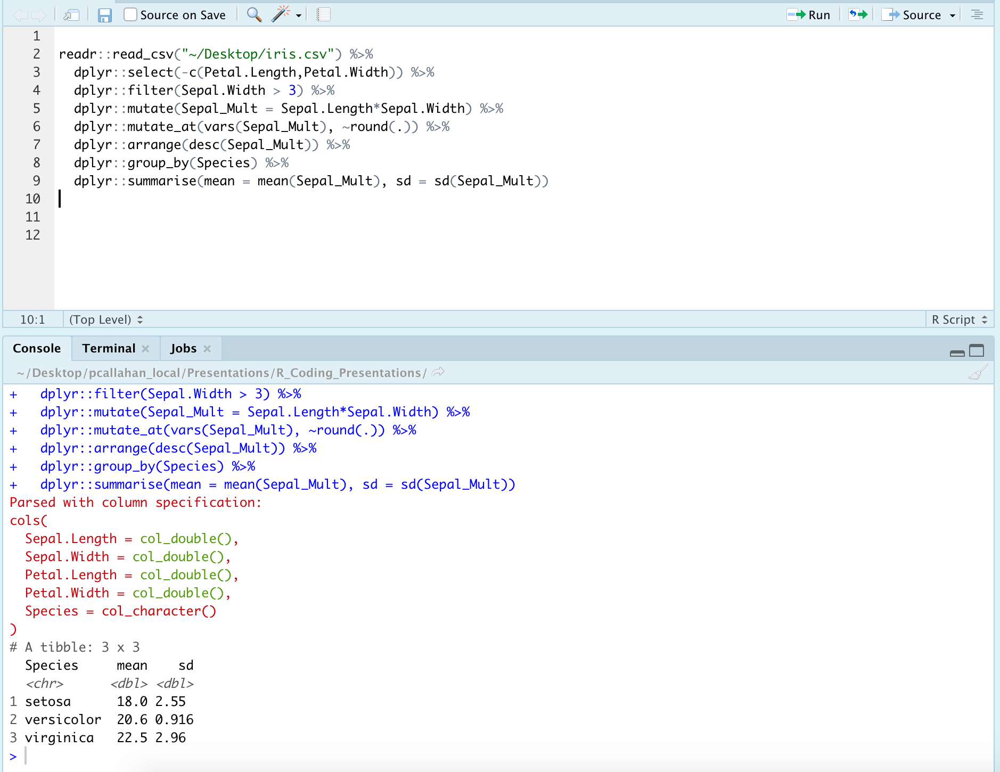 Source on Save
Run
Source
1
2 readr::read_csv("~/Desktop/iris.csv") %>%
3   dplyr::select(-c(Petal.Length,Petal.Width)) %>%
4   dplyr::filter(Sepal.Width > 3) %>%
5   dplyr::mutate(Sepal_Mult = Sepal.Length*Sepal.Width) %>%
6   dplyr::mutate_at(vars(Sepal_Mult), ~round(.)) %>%
7   dplyr::arrange(desc(Sepal_Mult)) %>%
8   dplyr::group_by(Species) %>%
9   dplyr::summarise(mean = mean(Sepal_Mult), sd = sd(Sepal_Mult))
10
11
12
10:1 (Top Level) R Script
Console Terminal Jobs
~/Desktop/pcallahan_local/Presentations/R_Coding_Presentations/
+   dplyr::filter(Sepal.Width > 3) %>%
+   dplyr::mutate(Sepal_Mult = Sepal.Length*Sepal.Width) %>%
+   dplyr::mutate_at(vars(Sepal_Mult), ~round(.)) %>%
+   dplyr::arrange(desc(Sepal_Mult)) %>%
+   dplyr::group_by(Species) %>%
+   dplyr::summarise(mean = mean(Sepal_Mult), sd = sd(Sepal_Mult))
Parsed with column specification:
cols(
  Sepal.Length = col_double(),
  Sepal.Width = col_double(),
  Petal.Length = col_double(),
  Petal.Width = col_double(),
  Species = col_character()
)
# A tibble: 3 x 3
  Species     mean    sd
  <chr>      <dbl> <dbl>
1 setosa      18.0 2.55
2 versicolor  20.6 0.916
3 virginica   22.5 2.96
>